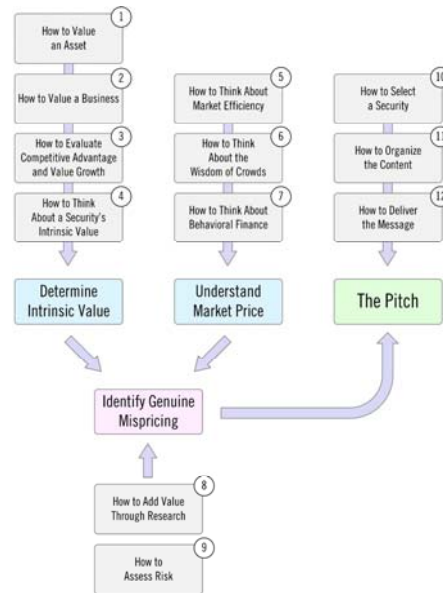 1
How to Value
an Asset
2
How to Value a Business
3
How to Evaluate
Competitive Advantage
and Value Growth
4
How to Think
About a Security's
Intrinsic Value
Determine
Intrinsic Value
5
How to Think About
Market Efficiency
6
How to Think
About the
Wisdom of Crowds
7
How to Think About
Behavioral Finance
Understand
Market Price
10
How to Select
a Security
11
How to Organize
the Content
12
How to Deliver
the Message
The Pitch
Identify Genuine
Mispricing
8
How to Add Value
Through Research
9
How to
Assess Risk